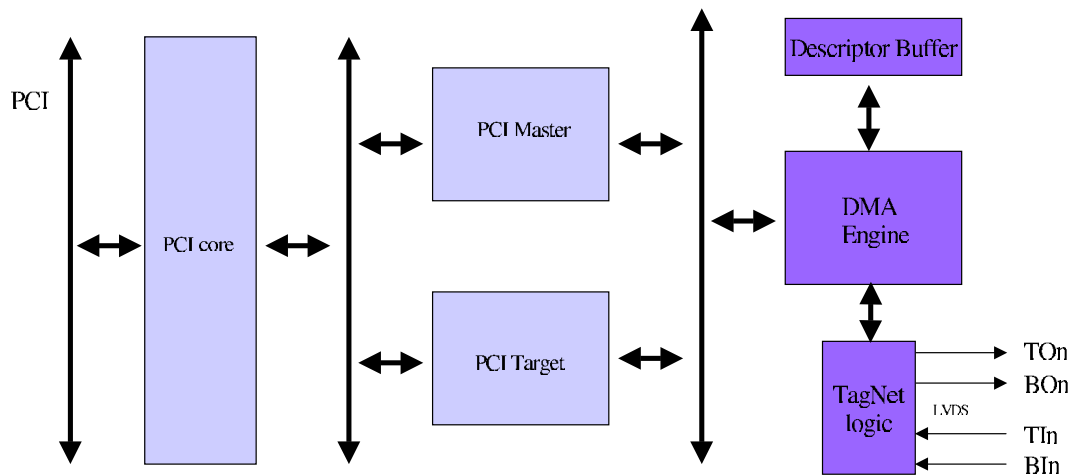 PCI
PCI core
PCI Master
PCI Target
Descriptor Buffer
DMA
Engine
TagNet
logic
LVDS
TOn
BOn
TIn
BIn